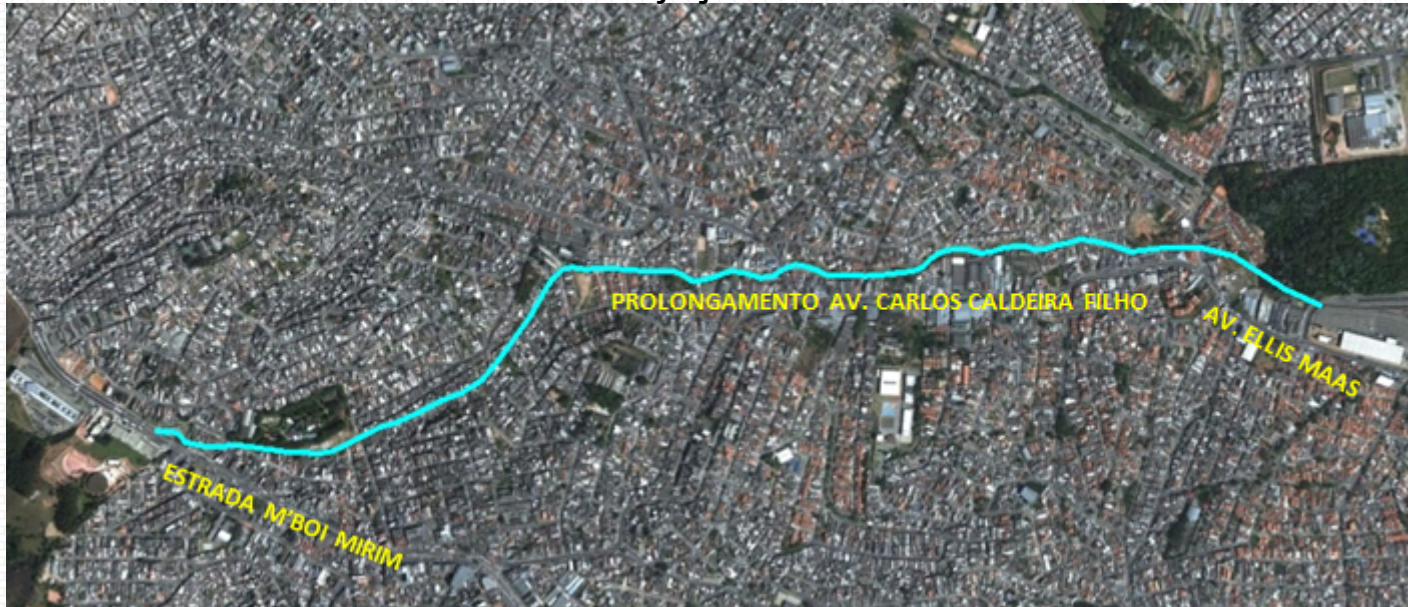 PROLONGAMENTO AV. CARLOS CALDEIRA FILHO
AV. ELLIS MAAS
ESTRADA M'BOI MIRIM